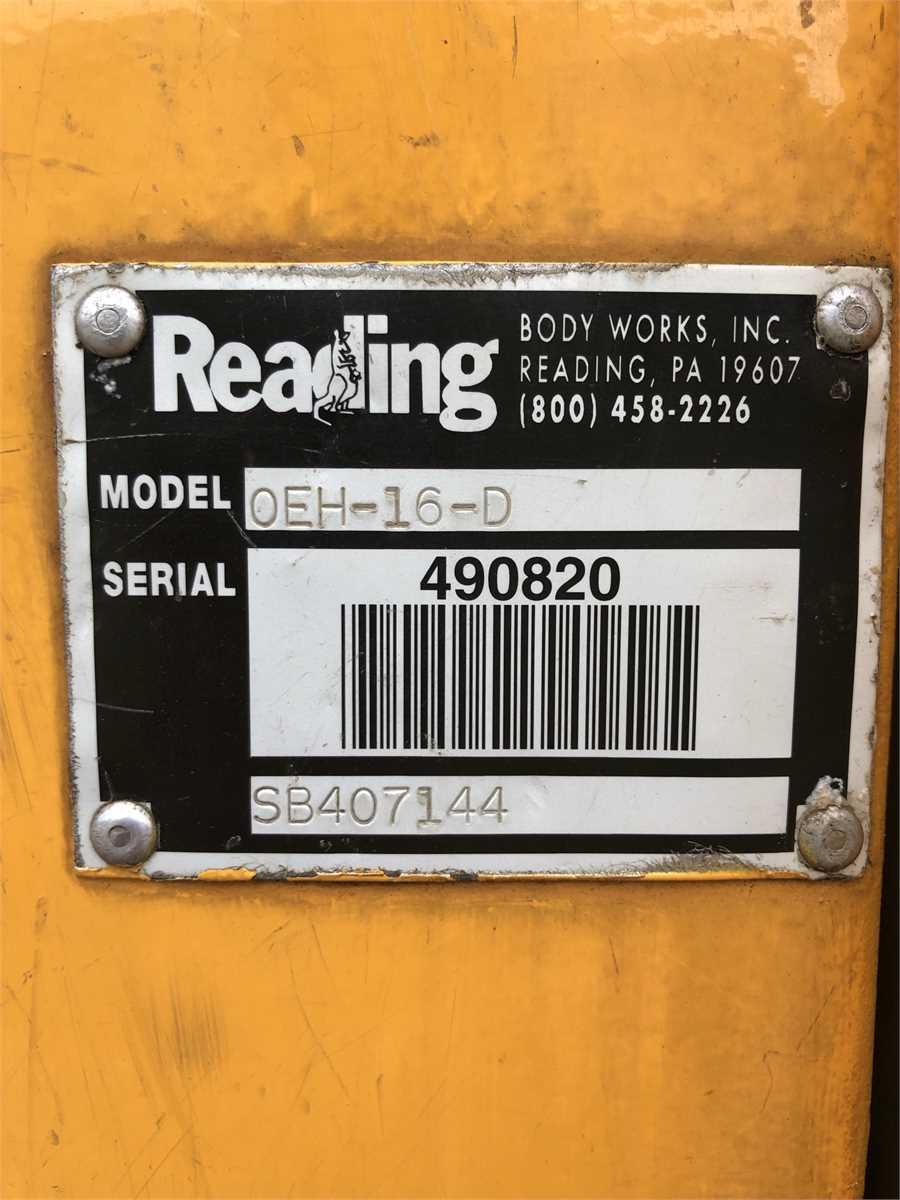 Reading
BODY WORKS, INC.
READING, PA 19607
(800) 458-2226
MODEL OEH-16-D
SERIAL 490820
SB407144